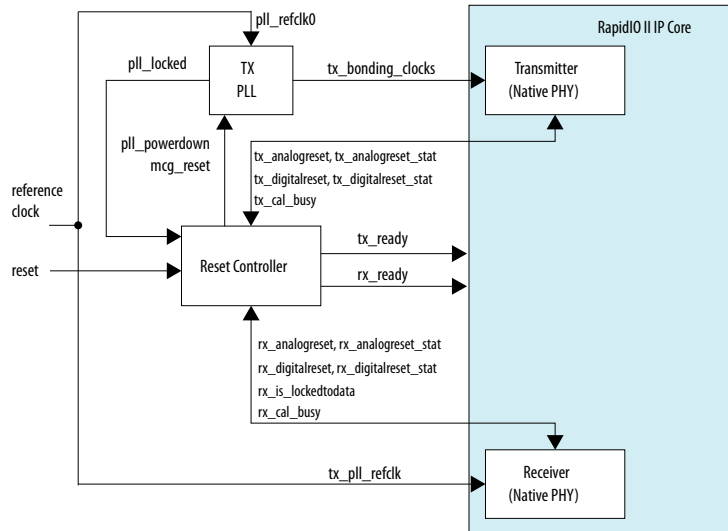 pll_refclk0
RapidIO II IP Core
pll_locked
TX
PLL
tx_bonding_clocks
Transmitter
(Native PHY)
pll_powerdown
mcg_reset
tx_analogreset, tx_analogreset_stat
tx_digitalreset, tx_digitalreset_stat
tx_cal_busy
reference
clock
tx_ready
reset
Reset Controller
rx_ready
rx_analogreset, rx_analogreset_stat
rx_digitalreset, rx_digitalreset_stat
rx_is_lockedtodata
rx_cal_busy
tx_pll_refclk
Receiver
(Native PHY)